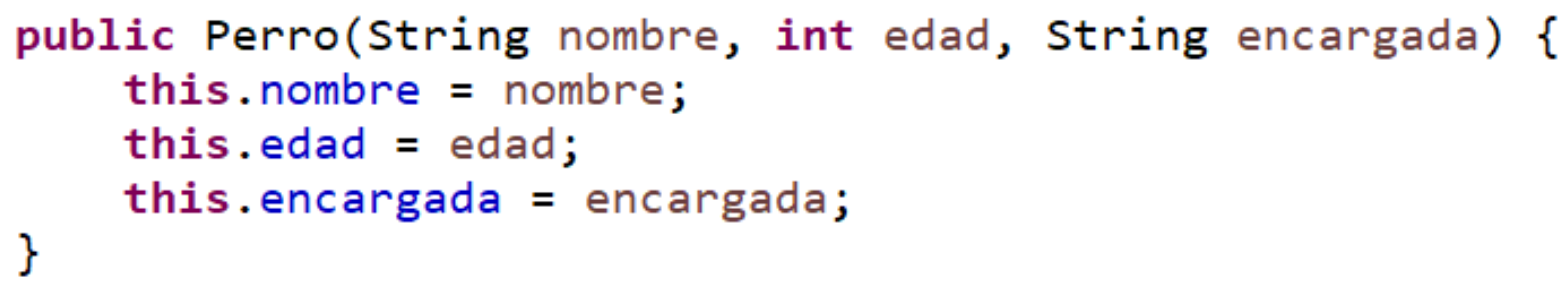 public Perro(String nombre, int edad, String encargada) {
    this.nombre = nombre;
    this.edad = edad;
    this.encargada = encargada;
}